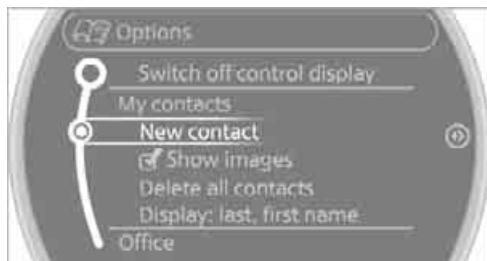 Options
Switch off control display
My contacts
New contact
Show images
Delete all contacts
Display: last, first name
Office